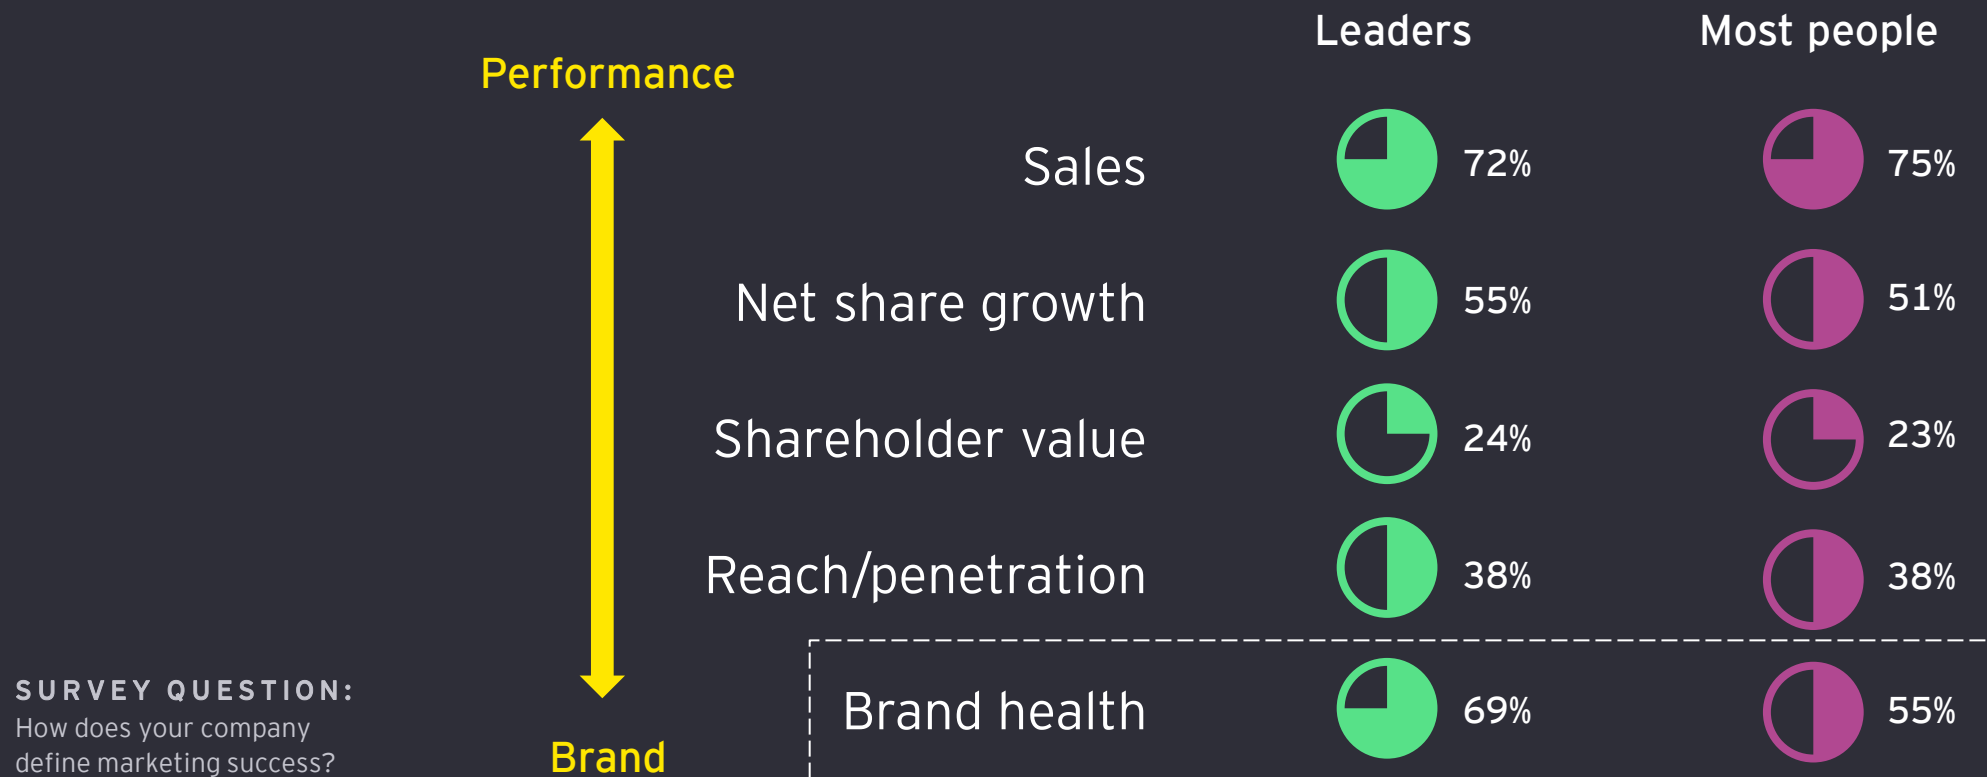 Leaders Most people
Performance
Sales 72% 75%
Net share growth 55% 51%
Shareholder value 24% 23%
Reach/penetration 38% 38%
Brand health 69% 55%
Brand
SURVEY QUESTION:
How does your company
define marketing success?